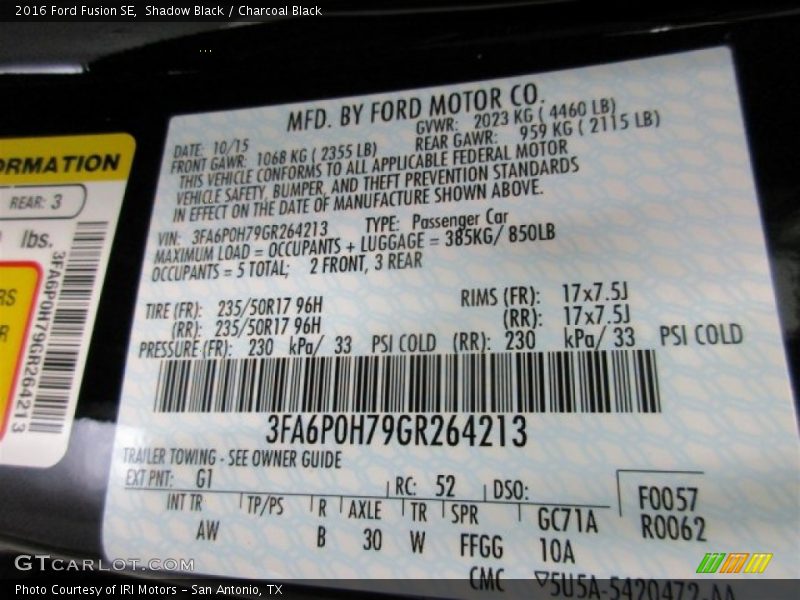 2016 Ford Fusion SE, Shadow Black / Charcoal Black
ORMATION
REAR: 3
lbs.
RS
R
3FA6P0H79GR264213
MFD. BY FORD MOTOR CO.
DATE: 10/15 GVWR: 2023 KG ( 4460 LB)
FRONT GAWR: 1068 KG ( 2355 LB) REAR GAWR: 959 KG ( 2115 LB)
THIS VEHICLE CONFORMS TO ALL APPLICABLE FEDERAL MOTOR
VEHICLE SAFETY, BUMPER, AND THEFT PREVENTION STANDARDS
IN EFFECT ON THE DATE OF MANUFACTURE SHOWN ABOVE.
VIN: 3FA6P0H79GR264213 TYPE: Passenger Car
MAXIMUM LOAD = OCCUPANTS + LUGGAGE = 385KG/ 850LB
OCCUPANTS = 5 TOTAL; 2 FRONT, 3 REAR
TIRE (FR): 235/50R17 96H RIMS (FR): 17x7.5J
(RR): 235/50R17 96H (RR): 17x7.5J
PRESSURE (FR): 230 kPa/ 33 PSI COLD (RR): 230 kPa/ 33 PSI COLD
3FA6P0H79GR264213
TRAILER TOWING - SEE OWNER GUIDE
EXT PNT: G1 RC: 52 DSO: F0057
INT TR TP/PS R AXLE TR SPR GC71A R0062
AW B 30 W FFGG 10A
CMC ▽5U5A-5420472-AA
GTCARLOT.COM
Photo Courtesy of IRI Motors – San Antonio, TX